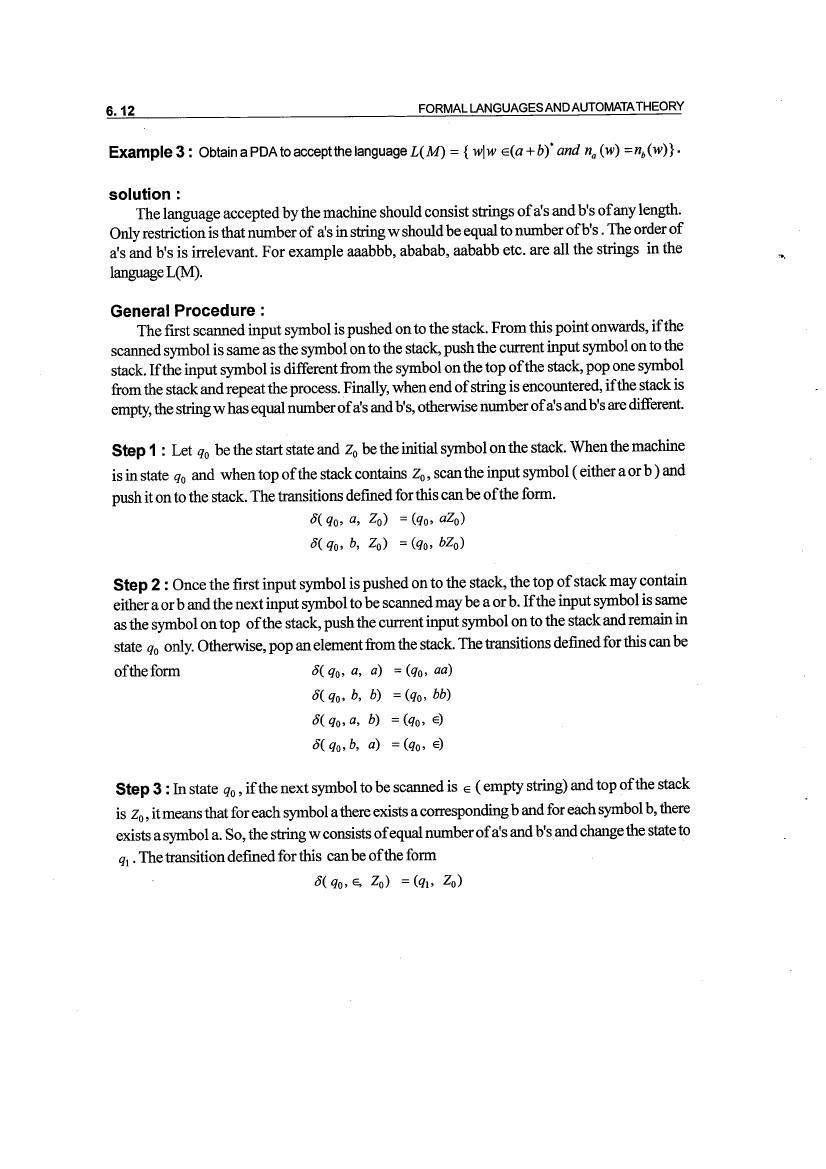 6. 12 FORMAL LANGUAGES AND AUTOMATA THEORY
Example 3 : Obtain a PDA to accept the language L(M) = { w|w ∈(a + b)* and nₐ (w) =n_b (w)}.
solution :
The language accepted by the machine should consist strings of a's and b's of any length.
Only restriction is that number of a's in string w should be equal to number of b's . The order of
a's and b's is irrelevant. For example aaabbb, ababab, aababb etc. are all the strings in the
language L(M).
General Procedure :
The first scanned input symbol is pushed on to the stack. From this point onwards, if the
scanned symbol is same as the symbol on to the stack, push the current input symbol on to the
stack. If the input symbol is different from the symbol on the top of the stack, pop one symbol
from the stack and repeat the process. Finally, when end of string is encountered, if the stack is
empty, the string w has equal number of a's and b's, otherwise number of a's and b's are different.
Step 1 : Let q₀ be the start state and Z₀ be the initial symbol on the stack. When the machine
is in state q₀ and when top of the stack contains Z₀, scan the input symbol ( either a or b ) and
push it on to the stack. The transitions defined for this can be of the form.
δ( q₀, a, Z₀) = (q₀, aZ₀)
δ( q₀, b, Z₀) = (q₀, bZ₀)
Step 2 : Once the first input symbol is pushed on to the stack, the top of stack may contain
either a or b and the next input symbol to be scanned may be a or b. If the input symbol is same
as the symbol on top of the stack, push the current input symbol on to the stack and remain in
state q₀ only. Otherwise, pop an element from the stack. The transitions defined for this can be
of the form δ( q₀, a, a) = (q₀, aa)
δ( q₀, b, b) = (q₀, bb)
δ( q₀, a, b) = (q₀, ∈)
δ( q₀, b, a) = (q₀, ∈)
Step 3 : In state q₀ , if the next symbol to be scanned is ∈ ( empty string) and top of the stack
is Z₀, it means that for each symbol a there exists a corresponding b and for each symbol b, there
exists a symbol a. So, the string w consists of equal number of a's and b's and change the state to
q₁ . The transition defined for this can be of the form
δ( q₀, ∈, Z₀) = (q₁, Z₀)